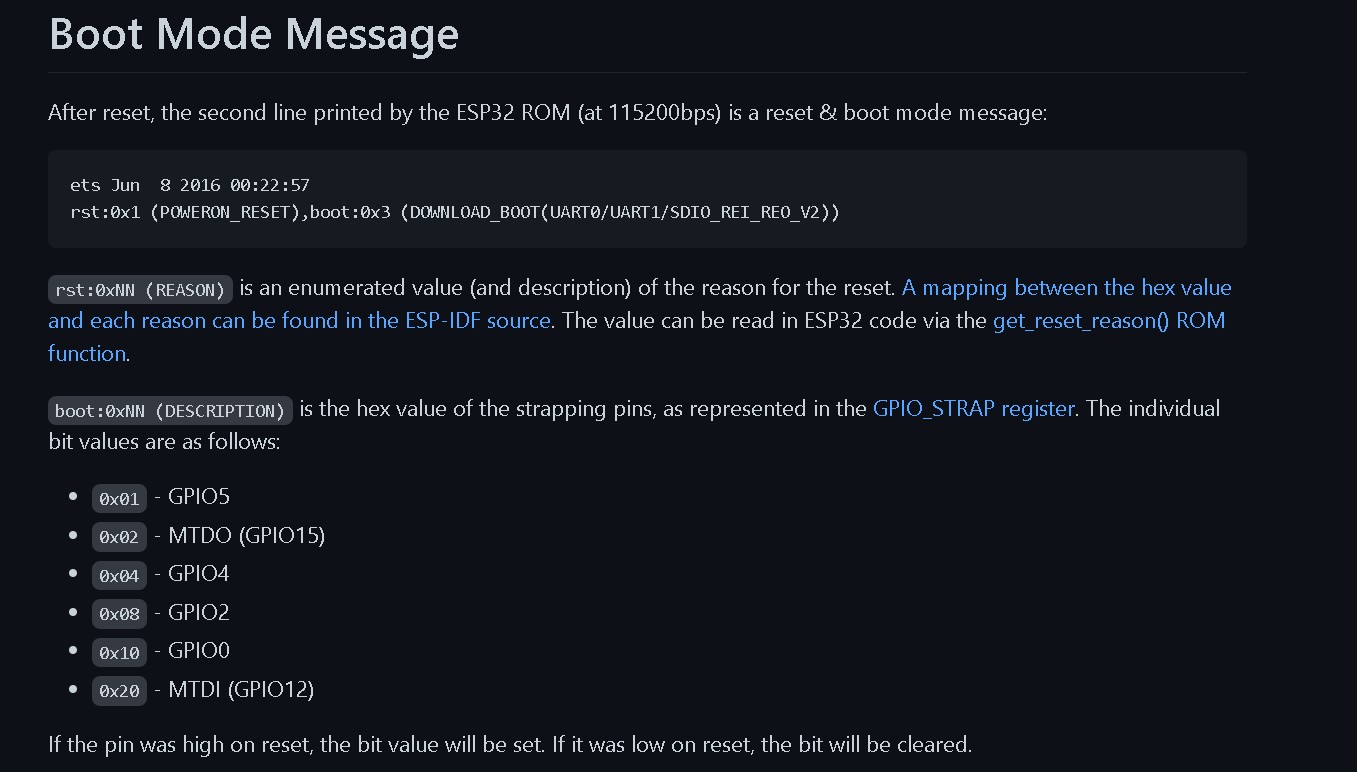 Boot Mode Message
After reset, the second line printed by the ESP32 ROM (at 115200bps) is a reset & boot mode message:
ets Jun  8 2016 00:22:57
rst:0x1 (POWERON_RESET),boot:0x3 (DOWNLOAD_BOOT(UART0/UART1/SDIO_REI_REO_V2))
rst:0xNN (REASON) is an enumerated value (and description) of the reason for the reset. A mapping between the hex value
and each reason can be found in the ESP-IDF source. The value can be read in ESP32 code via the get_reset_reason() ROM
function.
boot:0xNN (DESCRIPTION) is the hex value of the strapping pins, as represented in the GPIO_STRAP register. The individual
bit values are as follows:
• 0x01 - GPIO5
• 0x02 - MTDO (GPIO15)
• 0x04 - GPIO4
• 0x08 - GPIO2
• 0x10 - GPIO0
• 0x20 - MTDI (GPIO12)
If the pin was high on reset, the bit value will be set. If it was low on reset, the bit will be cleared.